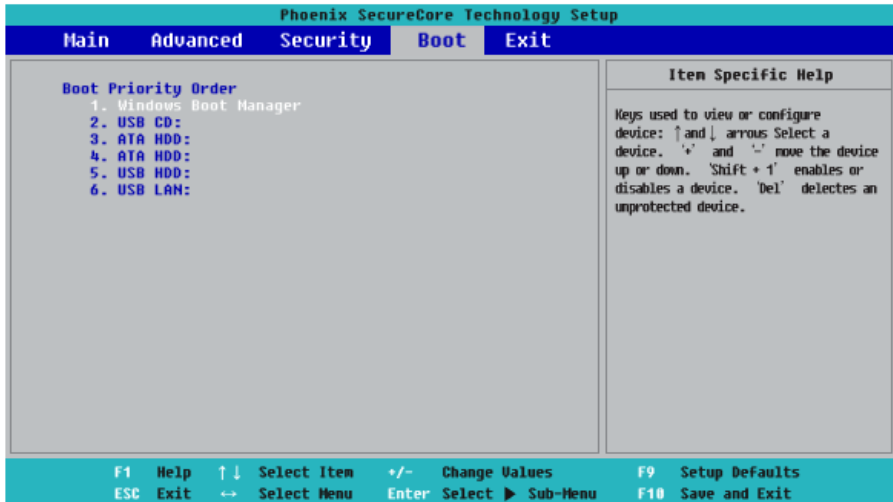 Phoenix SecureCore Technology Setup
Main Advanced Security Boot Exit
Boot Priority Order
1. Windows Boot Manager
2. USB CD:
3. ATA HDD:
4. ATA HDD:
5. USB HDD:
6. USB LAN:
Item Specific Help
Keys used to view or configure
device: ↑and↓ arrous Select a
device. '+' and '-' move the device
up or down. 'Shift + 1' enables or
disables a device. 'Del' delectes an
unprotected device.
F1 Help ↑↓ Select Item +/- Change Values F9 Setup Defaults
ESC Exit ↔ Select Menu Enter Select ▶ Sub-Menu F10 Save and Exit